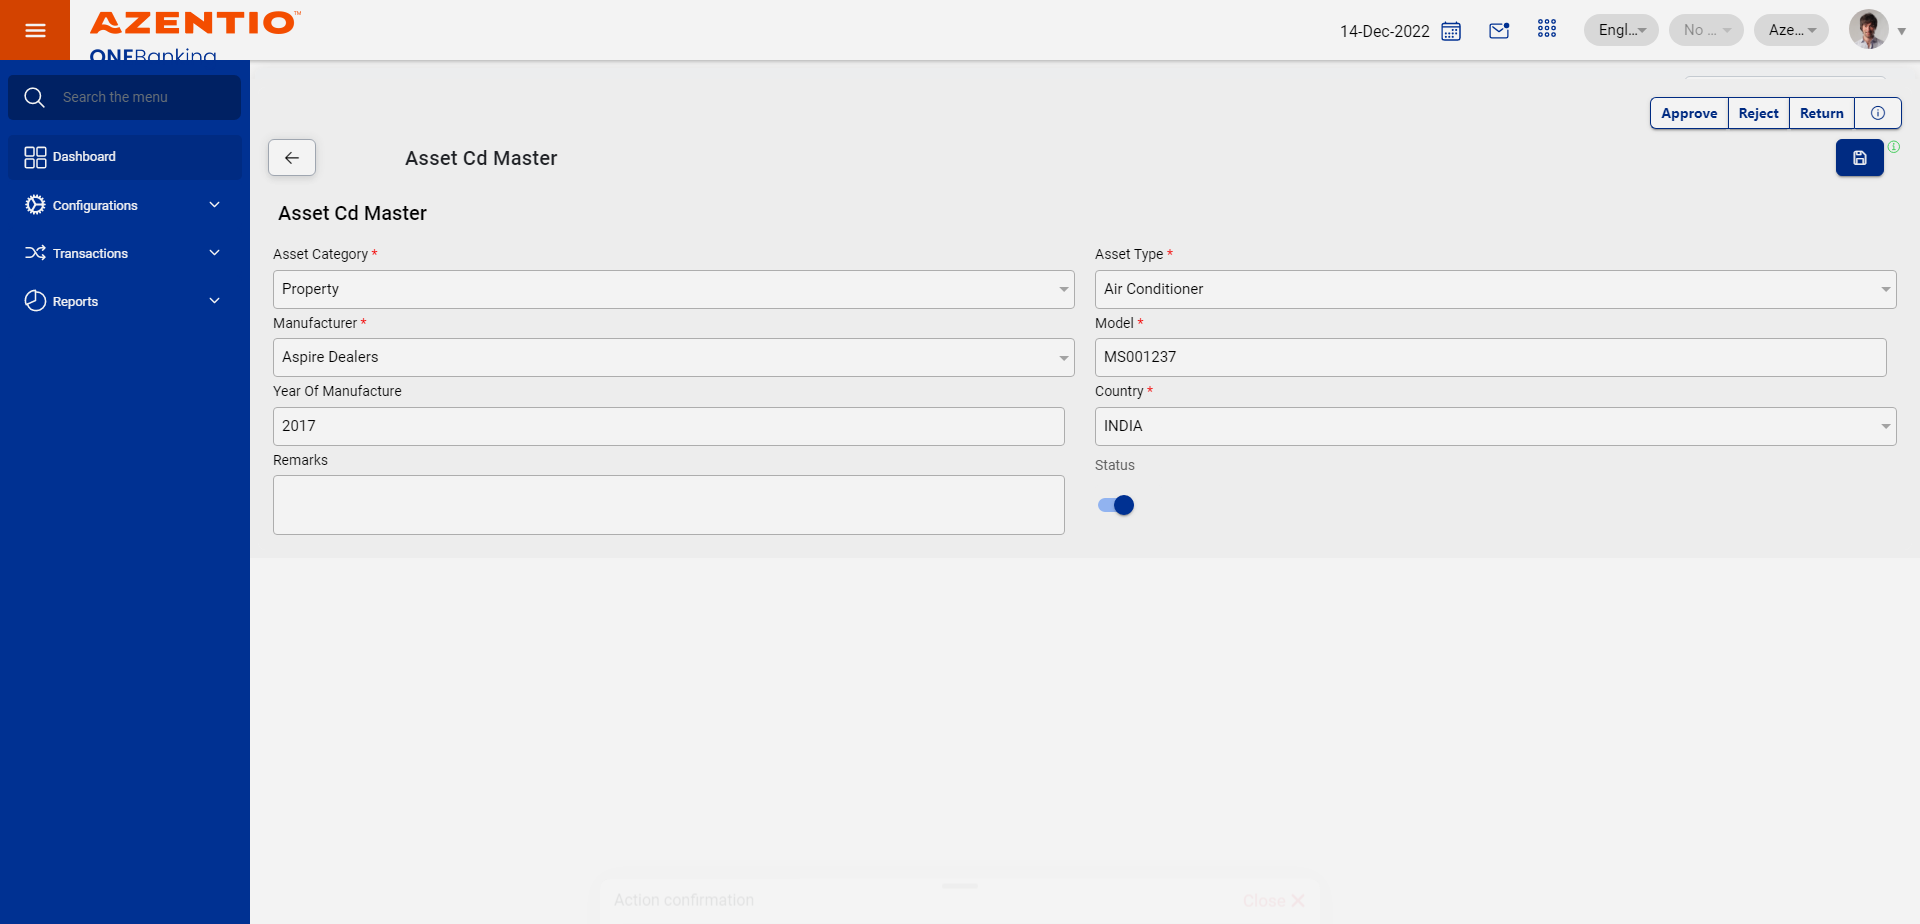 AZENTIO™
ONEBanking
14-Dec-2022
Engl...
No ...
Aze...
Search the menu
Dashboard
Configurations
Transactions
Reports
Approve
Reject
Return
Asset Cd Master
Asset Cd Master
Asset Category *
Property
Asset Type *
Air Conditioner
Manufacturer *
Aspire Dealers
Model *
MS001237
Year Of Manufacture
2017
Country *
INDIA
Remarks
Status
Action confirmation
Close